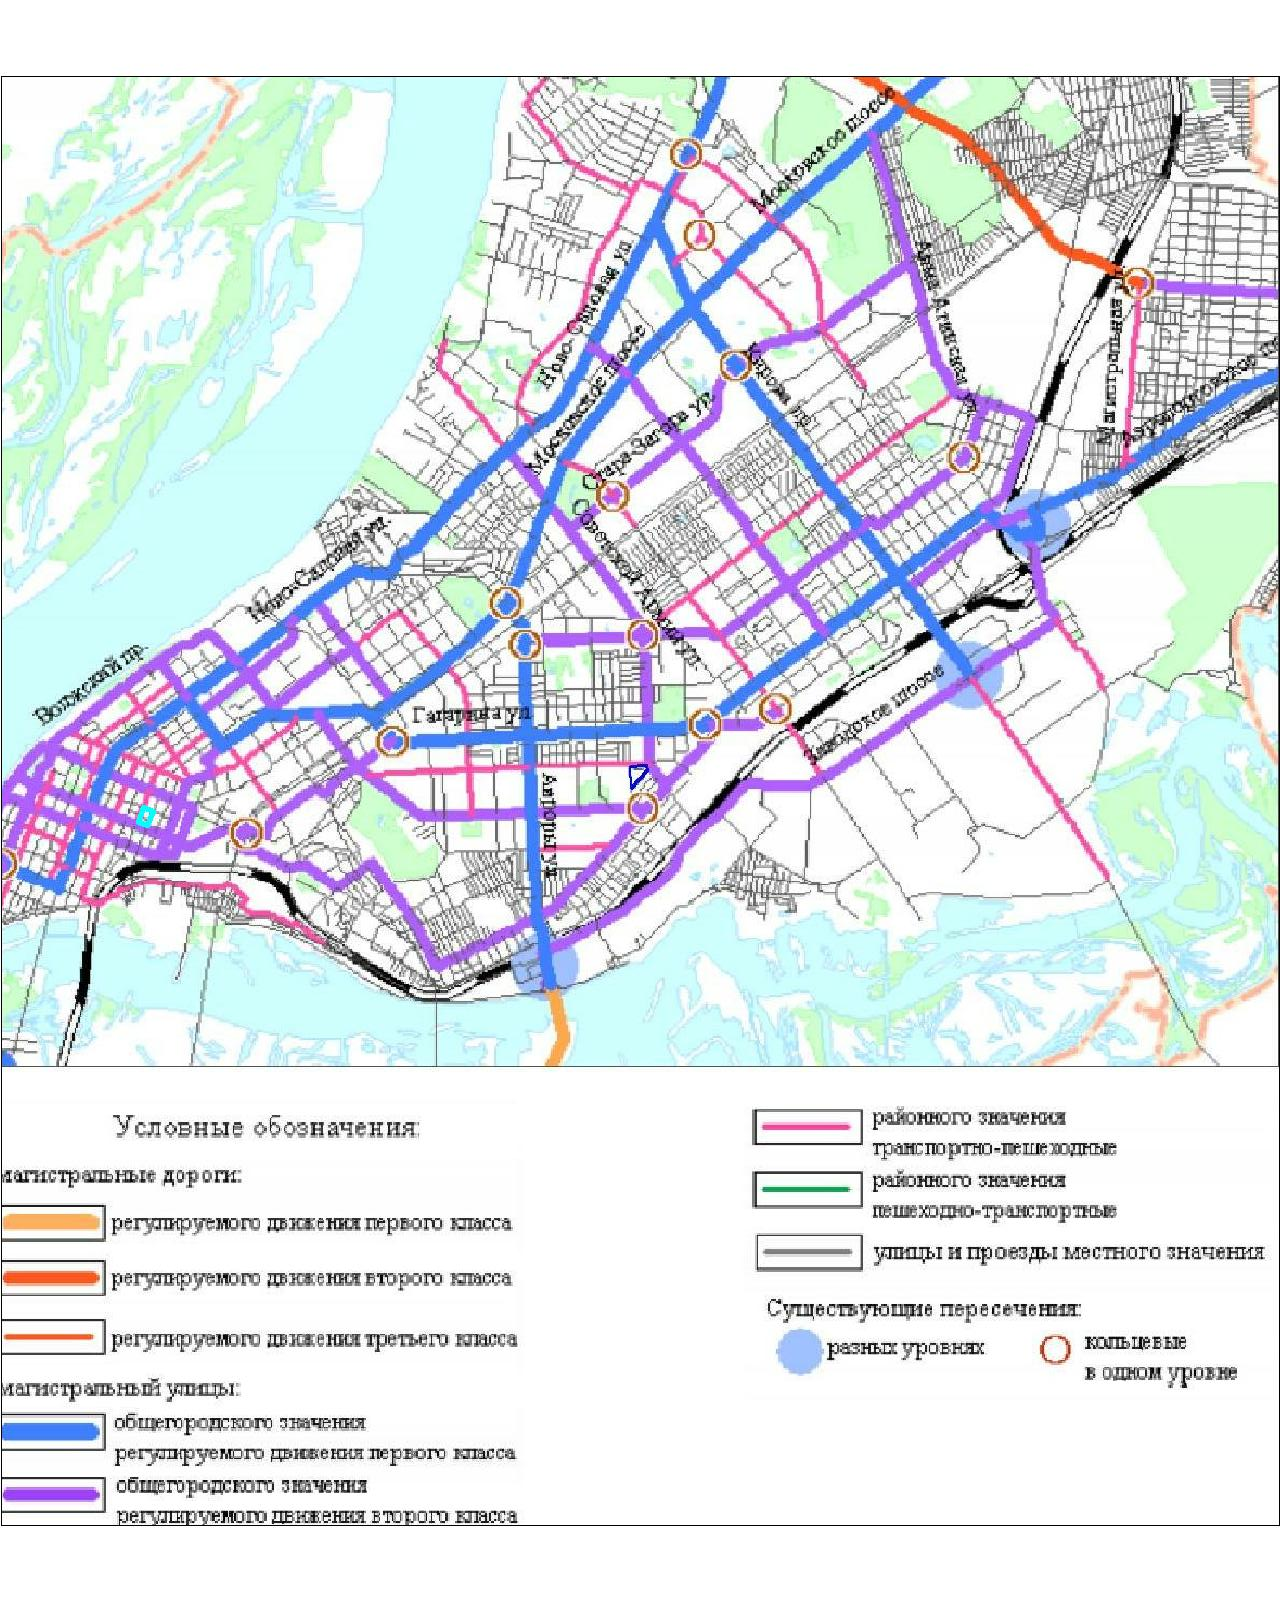 Московское шоссе
Ново-Садовая ул.
Московское шоссе
Кирова пр.
Стара-Загора ул.
Советской Армии ул.
Ново-Садовая ул.
Волжский пр.
Гагарина ул
Заводское шоссе
Аврора ул
Условные обозначения:
магистральные дороги:
регулируемого движения первого класса
регулируемого движения второго класса
регулируемого движения третьего класса
магистральный улицы:
общегородского значения
регулируемого движения первого класса
общегородского значения
регулируемого движения второго класса
районного значения
транспортно-пешеходные
районного значения
пешеходно-транспортные
улицы и проезды местного значения
Существующие пересечения:
разных уровнях
кольцевые
в одном уровне